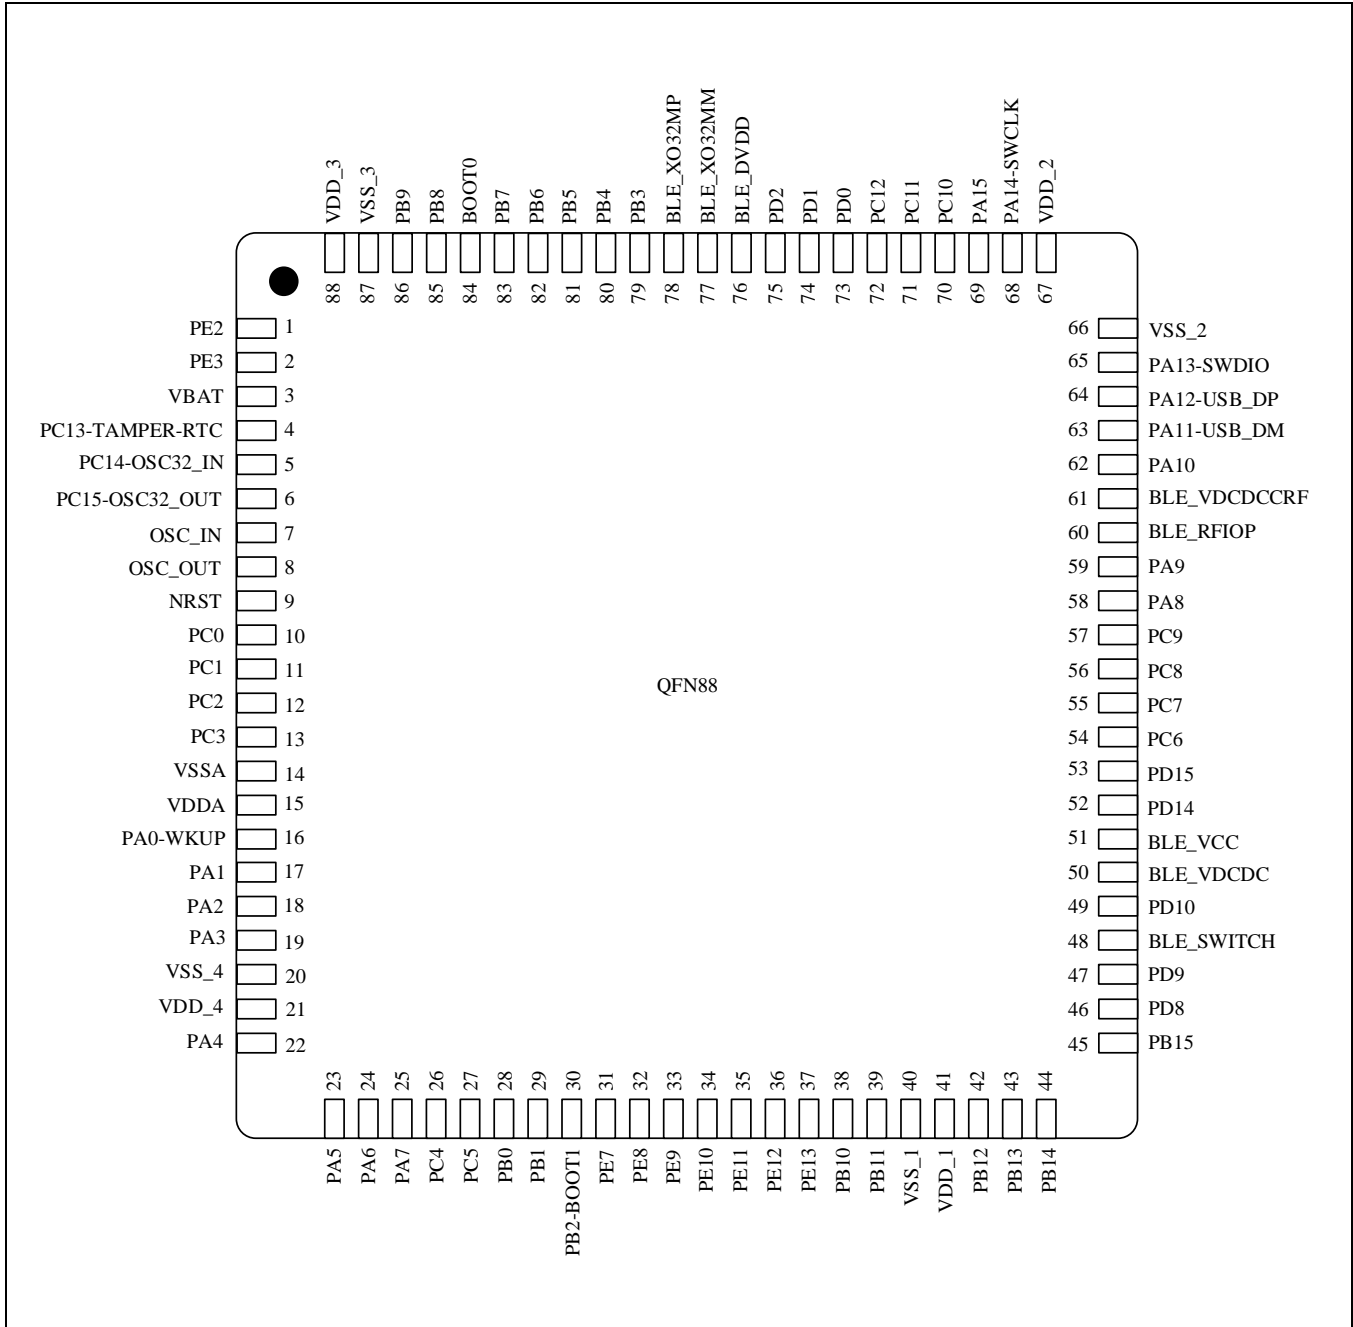 VDD_3
VSS_3
PB9
PB8
BOOT0
PB7
PB6
PB5
PB4
PB3
BLE_XO32MP
BLE_XO32MM
BLE_DVDD
PD2
PD1
PD0
PC12
PC11
PC10
PA15
PA14-SWCLK
VDD_2
88 87 86 85 84 83 82 81 80 79 78 77 76 75 74 73 72 71 70 69 68 67
PE2 1
PE3 2
VBAT 3
PC13-TAMPER-RTC 4
PC14-OSC32_IN 5
PC15-OSC32_OUT 6
OSC_IN 7
OSC_OUT 8
NRST 9
PC0 10
PC1 11
PC2 12
PC3 13
VSSA 14
VDDA 15
PA0-WKUP 16
PA1 17
PA2 18
PA3 19
VSS_4 20
VDD_4 21
PA4 22
QFN88
66 VSS_2
65 PA13-SWDIO
64 PA12-USB_DP
63 PA11-USB_DM
62 PA10
61 BLE_VDCDCCRF
60 BLE_RFIOP
59 PA9
58 PA8
57 PC9
56 PC8
55 PC7
54 PC6
53 PD15
52 PD14
51 BLE_VCC
50 BLE_VDCDC
49 PD10
48 BLE_SWITCH
47 PD9
46 PD8
45 PB15
23 24 25 26 27 28 29 30 31 32 33 34 35 36 37 38 39 40 41 42 43 44
PA5
PA6
PA7
PC4
PC5
PB0
PB1
PB2-BOOT1
PE7
PE8
PE9
PE10
PE11
PE12
PE13
PB10
PB11
VSS_1
VDD_1
PB12
PB13
PB14